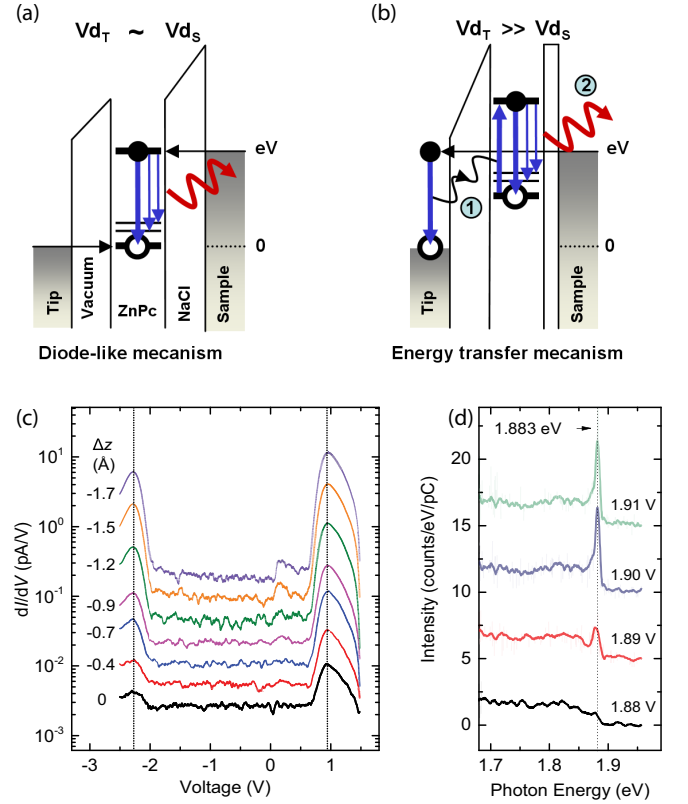 (a)
Vd_T ~ Vd_S
eV
0
Tip
Vacuum
ZnPc
NaCl
Sample
Diode-like mecanism
(b)
Vd_T >> Vd_S
2
eV
1
0
Tip
Sample
Energy transfer mecanism
(c)
Δz
(Å)
-1.7
-1.5
-1.2
-0.9
-0.7
-0.4
0
10^1
10^0
10^-1
10^-2
10^-3
dI/dV (pA/V)
-3 -2 -1 0 1
Voltage (V)
(d)
1.883 eV
20
15
10
5
0
1.91 V
1.90 V
1.89 V
1.88 V
Intensity (counts/eV/pC)
1.7 1.8 1.9
Photon Energy (eV)